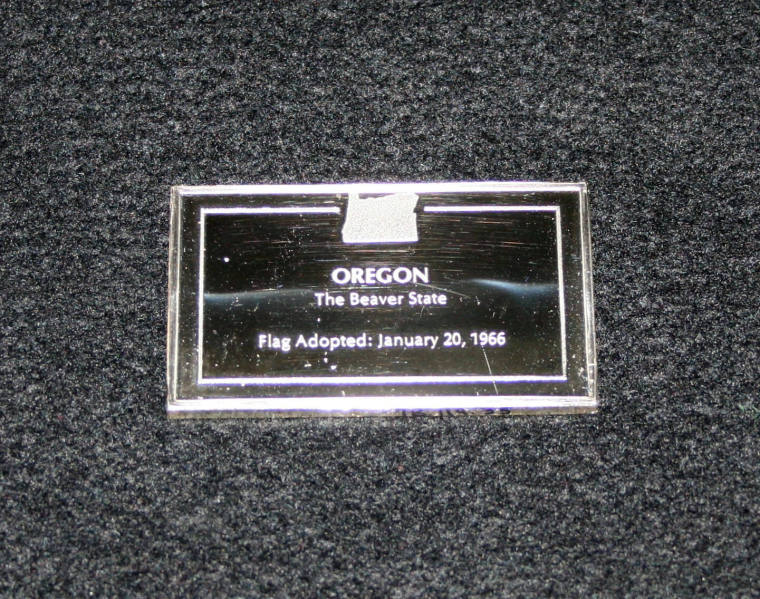 OREGON
The Beaver State
Flag Adopted: January 20, 1966